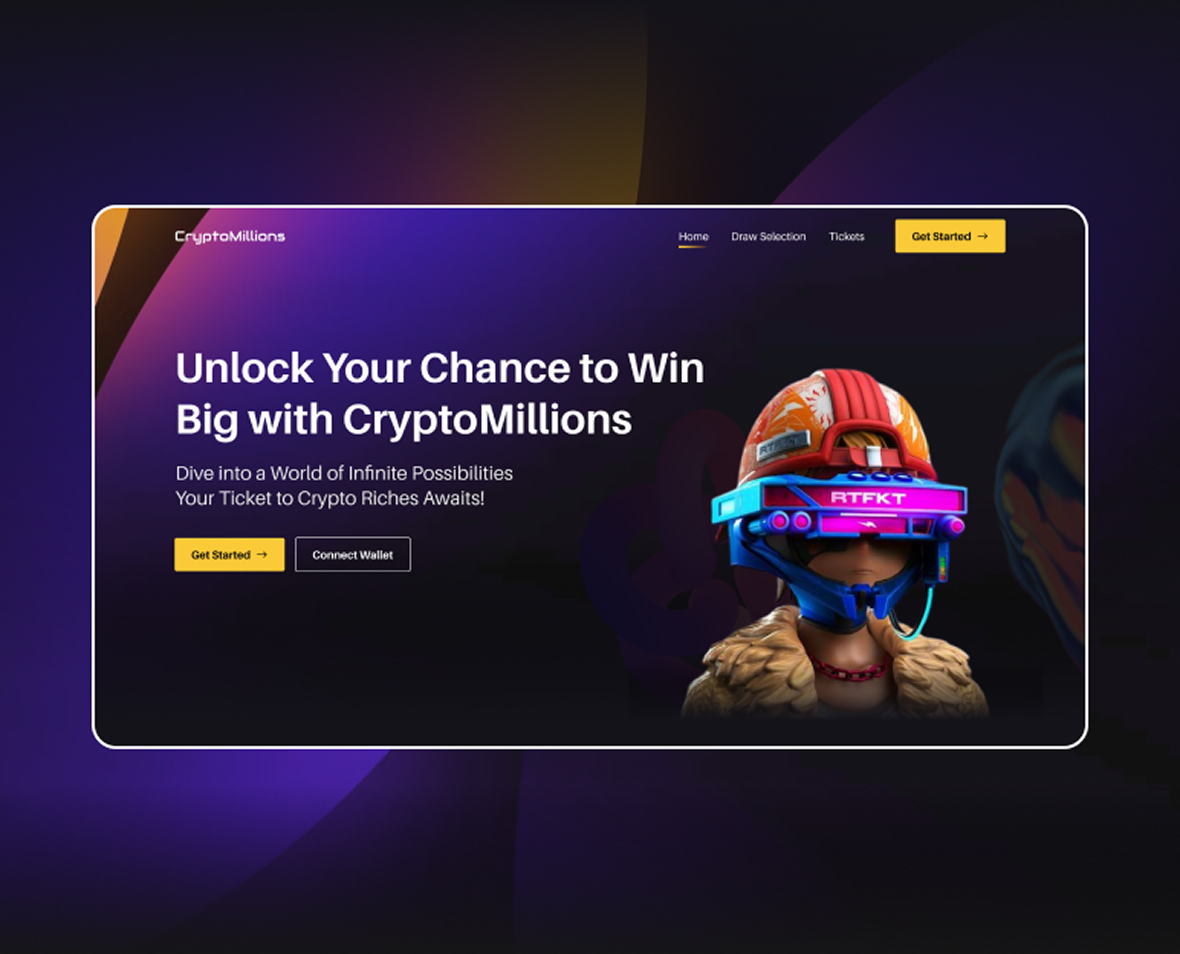 CryptoMillions
Home
Draw Selection
Tickets
Get Started →
Unlock Your Chance to Win
Big with CryptoMillions
Dive into a World of Infinite Possibilities
Your Ticket to Crypto Riches Awaits!
Get Started →
Connect Wallet
RTFKT
RTFKT